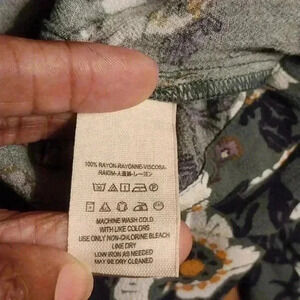 100% RAYON-RAYONNE-VISCOSA-
MACHINE WASH COLD
WITH LIKE COLORS
USE ONLY NON-CHLORINE BLEACH
LINE DRY
LOW IRON AS NEEDED
MAY BE DRY CLEANED